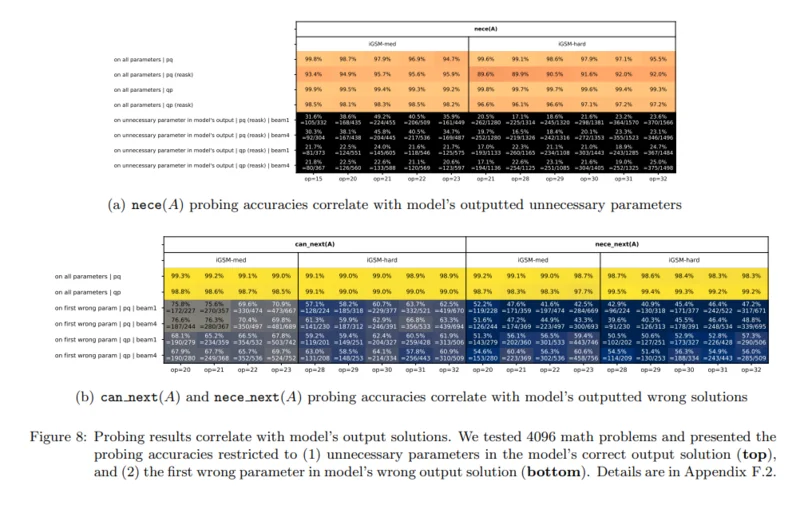 nece(A)
iGSM-med iGSM-hard
on all parameters | pq 99.8% 98.7% 97.9% 96.9% 94.7% 99.6% 99.1% 98.6% 97.9% 97.1% 95.5%
on all parameters | pq (reask) 93.4% 94.9% 95.7% 95.6% 95.9% 89.6% 89.9% 90.5% 91.6% 92.0% 92.0%
on all parameters | qp 99.9% 99.5% 99.4% 99.3% 99.2% 99.8% 99.7% 99.7% 99.6% 99.4% 99.3%
on all parameters | qp (reask) 98.5% 98.1% 98.3% 98.5% 98.2% 96.6% 96.1% 96.6% 97.1% 97.2% 97.2%
on unnecessary parameter in model's output | pq | beam1 31.6% 38.6% 49.2% 40.5% 35.9% 20.5% 17.1% 18.6% 21.6% 23.2% 23.6%
=105/332 =168/435 =224/455 =206/509 =161/449 =262/1280 =225/1314 =245/1320 =298/1381 =364/1570 =370/1566
on unnecessary parameter in model's output | pq | beam4 30.3% 38.1% 45.8% 40.5% 34.7% 19.7% 16.5% 18.4% 20.1% 23.3% 23.1%
=92/304 =167/438 =204/445 =217/536 =169/487 =252/1280 =219/1326 =242/1316 =272/1353 =355/1526 =346/1496
on unnecessary parameter in model's output | pq (reask) | beam1 21.7% 22.5% 24.0% 21.6% 21.7% 17.0% 22.3% 21.1% 21.0% 18.9% 24.7%
=81/373 =124/551 =145/605 =118/546 =125/575 =193/1133 =260/1165 =234/1108 =303/1443 =243/1285 =367/1484
on unnecessary parameter in model's output | qp (reask) | beam4 21.8% 22.5% 22.6% 21.1% 20.6% 17.1% 22.6% 23.1% 21.6% 19.0% 25.0%
=80/367 =126/560 =133/588 =120/569 =123/597 =194/1136 =254/1125 =251/1085 =304/1405 =252/1325 =375/1498
op=15 op=20 op=21 op=22 op=23 op=28 op=29 op=30 op=31 op=32
(a) nece(A) probing accuracies correlate with model's outputted unnecessary parameters
can_next(A) nece_next(A)
iGSM-med iGSM-hard iGSM-med iGSM-hard
on all parameters | pq 99.3% 99.2% 99.1% 99.0% 99.1% 99.0% 99.0% 98.9% 98.9% 99.2% 99.1% 99.0% 98.7% 98.7% 98.6% 98.4% 98.3% 98.3%
on all parameters | qp 98.8% 98.6% 98.7% 98.5% 99.1% 99.0% 99.0% 99.0% 99.0% 98.7% 98.3% 98.3% 97.7% 99.5% 99.4% 99.3% 99.2% 99.2%
on first wrong param | pq | beam1 75.8% 75.6% 69.6% 70.9% 57.1% 58.2% 60.7% 63.7% 62.5% 52.2% 47.6% 41.6% 42.5% 42.9% 40.9% 45.4% 46.4% 47.2%
=172/227 =270/357 =330/474 =473/667 =128/224 =185/318 =229/377 =332/521 =419/670 =119/228 =171/359 =197/474 =284/669 =96/224 =130/318 =171/377 =242/522 =317/671
on first wrong param | pq | beam4 76.6% 76.3% 70.4% 69.8% 61.3% 59.9% 62.9% 66.8% 63.3% 51.6% 47.2% 44.9% 43.3% 39.6% 40.3% 45.5% 46.4% 48.8%
=187/244 =280/367 =350/497 =481/689 =141/230 =187/312 =246/391 =356/533 =439/694 =126/244 =174/369 =223/497 =300/693 =91/230 =126/313 =178/391 =248/534 =339/695
on first wrong param | qp | beam1 68.1% 65.2% 66.5% 67.8% 59.2% 59.4% 62.4% 60.5% 61.9% 51.3% 56.1% 56.5% 59.4% 50.5% 50.6% 52.9% 52.8% 57.3%
=190/279 =234/359 =354/532 =503/742 =119/201 =149/251 =204/327 =259/428 =313/506 =143/279 =202/360 =301/533 =443/746 =102/202 =127/251 =173/327 =226/428 =290/506
on first wrong param | qp | beam4 67.9% 67.7% 65.7% 69.7% 63.0% 58.5% 64.1% 57.8% 60.9% 54.6% 60.4% 56.3% 60.6% 54.5% 51.4% 56.3% 54.9% 56.0%
=190/280 =249/368 =352/536 =524/752 =131/208 =148/253 =214/334 =256/443 =310/509 =153/280 =223/369 =302/536 =458/756 =114/209 =130/253 =188/334 =243/443 =285/509
op=20 op=21 op=22 op=23 op=28 op=29 op=30 op=31 op=32 op=20 op=21 op=22 op=23 op=28 op=29 op=30 op=31 op=32
(b) can_next(A) and nece_next(A) probing accuracies correlate with model's outputted wrong solutions
Figure 8: Probing results correlate with model's output solutions. We tested 4096 math problems and presented the
probing accuracies restricted to (1) unnecessary parameters in the model's correct output solution (top),
and (2) the first wrong parameter in model's wrong output solution (bottom). Details are in Appendix F.2.